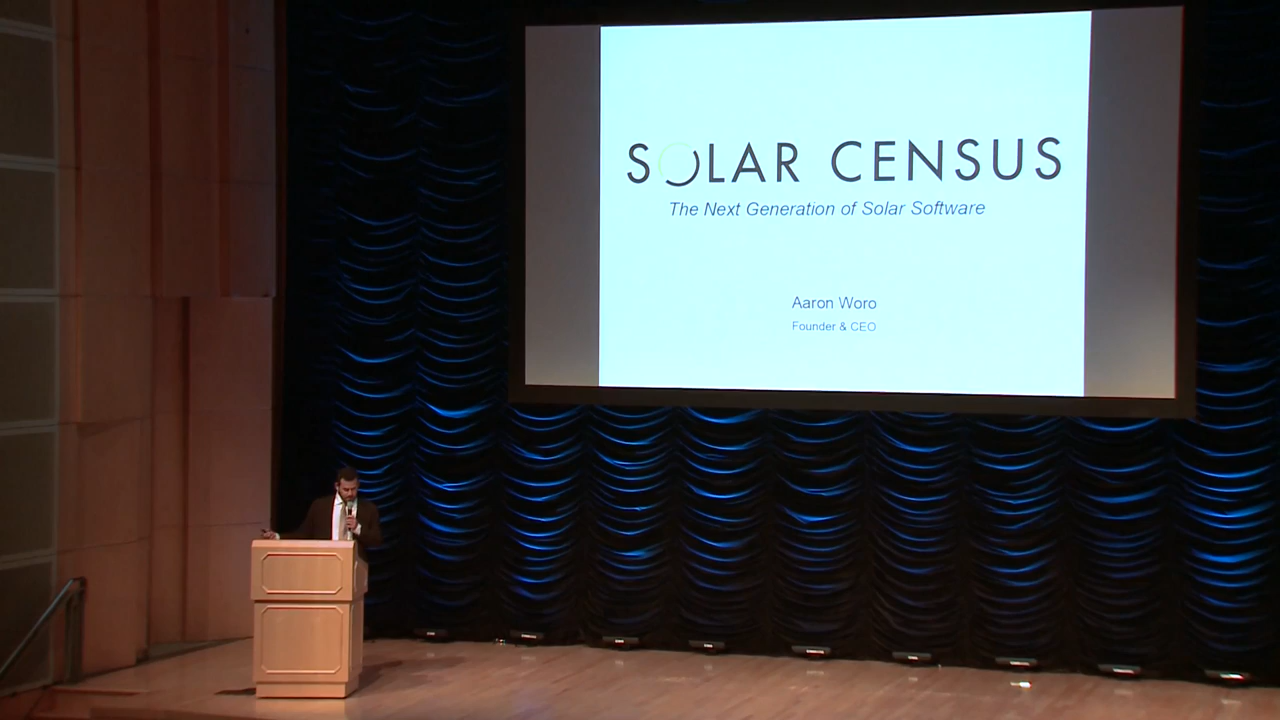 SOLAR CENSUS
The Next Generation of Solar Software
Aaron Woro
Founder & CEO